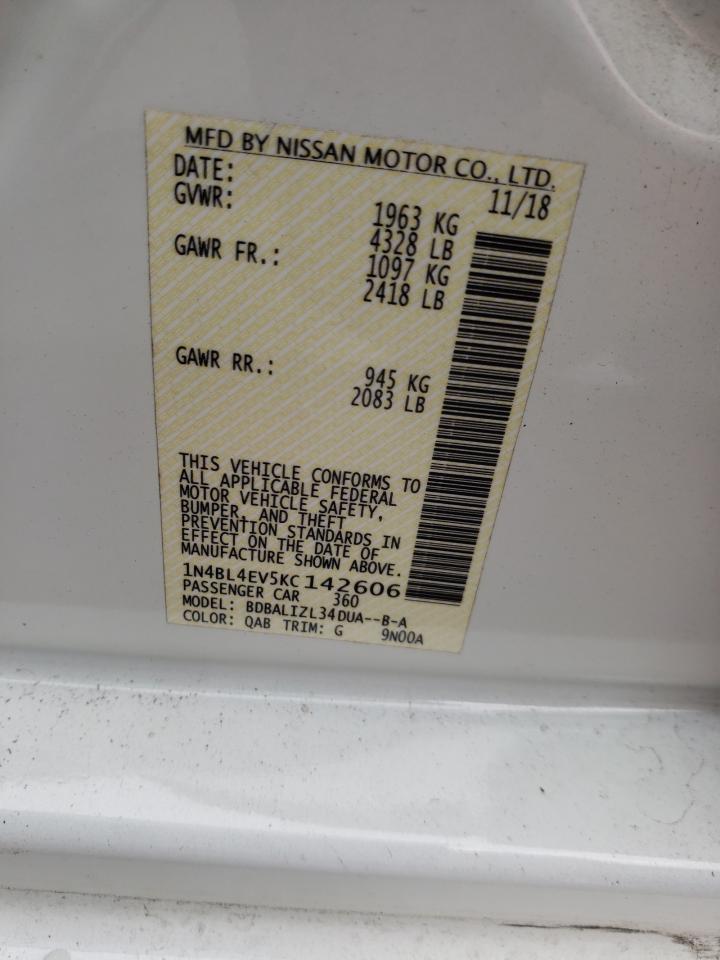 MFD BY NISSAN MOTOR CO., LTD.
DATE: 11/18
GVWR: 1963 KG
4328 LB
GAWR FR.: 1097 KG
2418 LB
GAWR RR.: 945 KG
2083 LB
THIS VEHICLE CONFORMS TO
ALL APPLICABLE FEDERAL
MOTOR VEHICLE SAFETY,
BUMPER, AND THEFT
PREVENTION STANDARDS IN
EFFECT ON THE DATE OF
MANUFACTURE SHOWN ABOVE.
1N4BL4EV5KC142606
PASSENGER CAR 360
MODEL: BDBALIZL34DUA--B-A
COLOR: QAB TRIM: G 9N00A